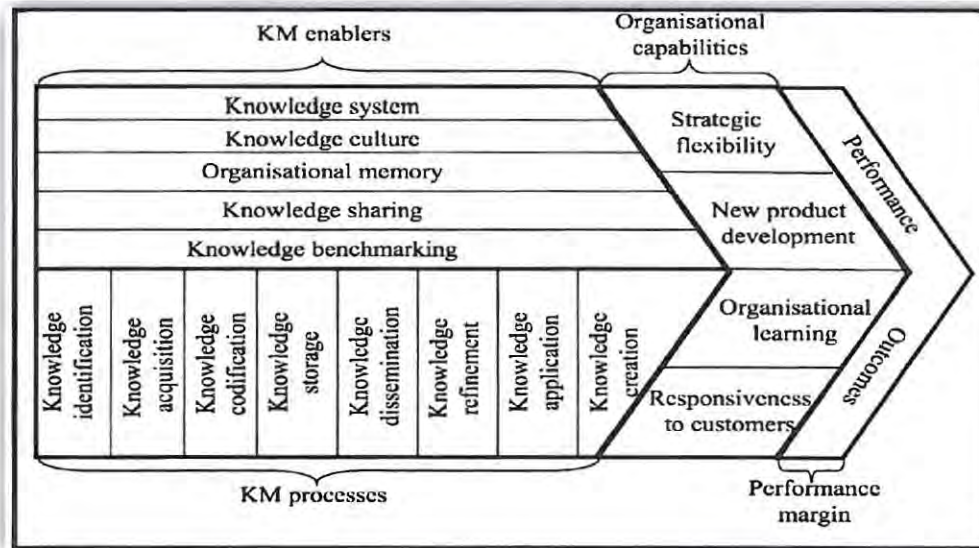 KM enablers
Organisational
capabilitics
Knowledge system
Knowledge culture
Organisational memory
Knowledge sharing
Knowledge benchmarking
Strategic
flexibility
New product
development
Organisational
learning
Responsiveness
to customers
Performance
Outcomes
Knowledge
identification
Knowledge
acquisition
Knowledge
codification
Knowledge
storage
Knowledgc
dissemination
Knowledge
refinement
Knowledge
application
Knowledge
creation
KM processes
Performance
margin